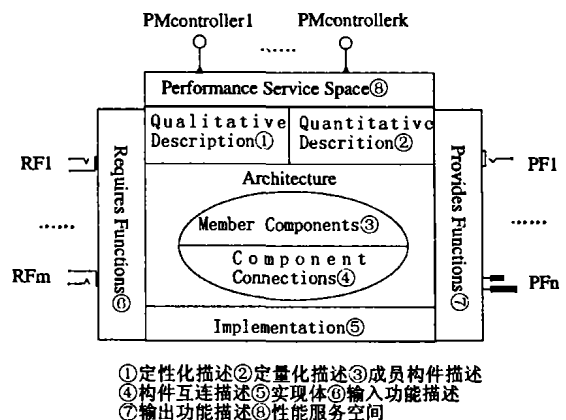 PMcontroller1 PMcontrollerk
……
Performance Service Space⑧
Qualitative
Description①
Quantitative
Descrition②
Requires Functions⑥
Provides Functions⑦
RF1
……
RFm
PF1
……
PFn
Architecture
Member Components③
Component
Connections④
Implementation⑤
①定性化描述②定量化描述③成员构件描述
④构件互连描述⑤实现体⑥输入功能描述
⑦输出功能描述⑧性能服务空间